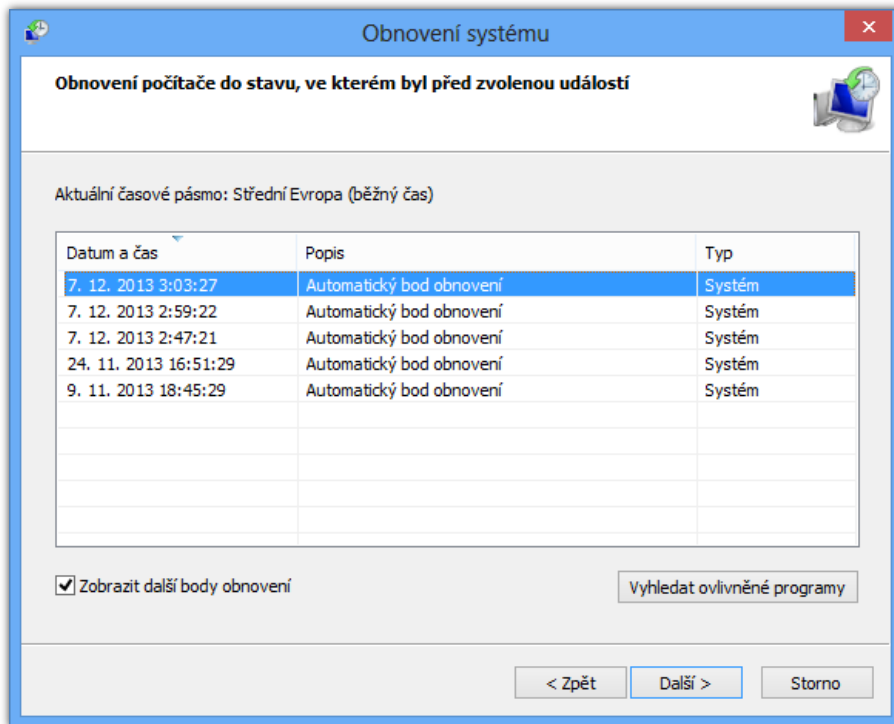 Obnovení systému
Obnovení počítače do stavu, ve kterém byl před zvolenou událostí
Aktuální časové pásmo: Střední Evropa (běžný čas)
Datum a čas Popis Typ
7. 12. 2013 3:03:27 Automatický bod obnovení Systém
7. 12. 2013 2:59:22 Automatický bod obnovení Systém
7. 12. 2013 2:47:21 Automatický bod obnovení Systém
24. 11. 2013 16:51:29 Automatický bod obnovení Systém
9. 11. 2013 18:45:29 Automatický bod obnovení Systém
Zobrazit další body obnovení Vyhledat ovlivněné programy
< Zpět Další > Storno